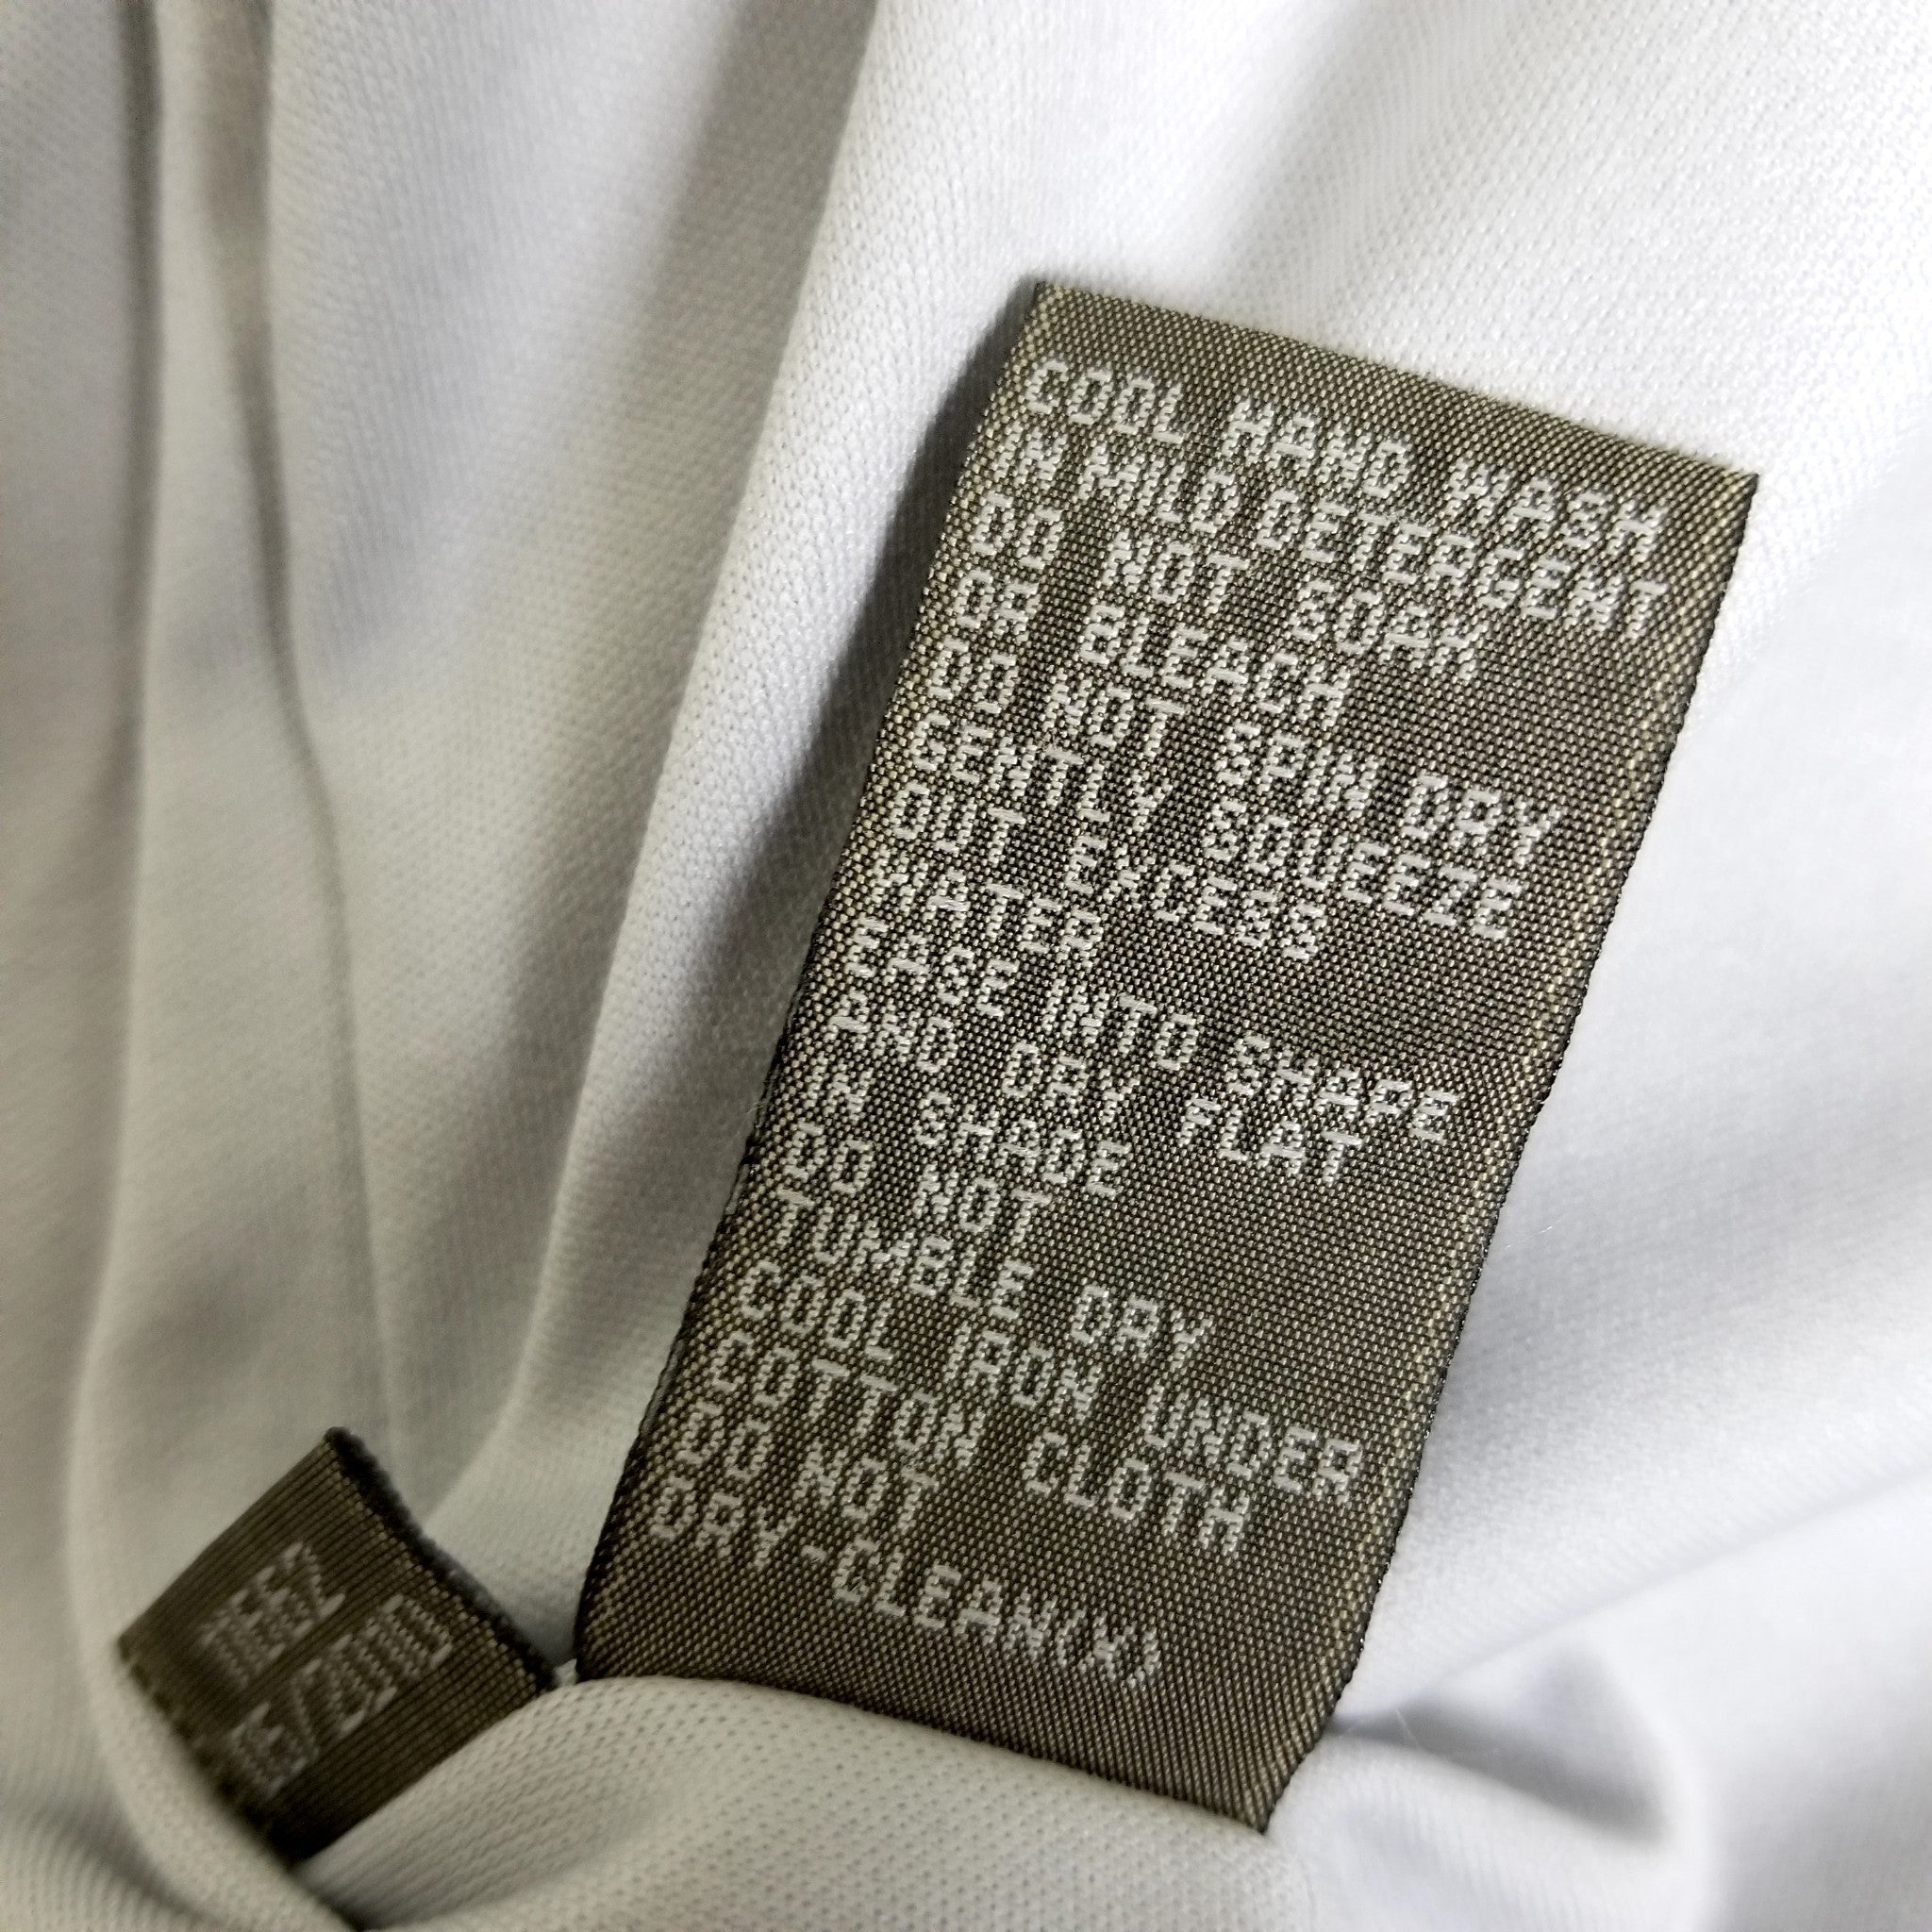 COOL HAND WASH
IN MILD DETERGENT
DO NOT SOAK
OR BLEACH
DO NOT SPIN DRY
GENTLY SQUEEZE
OUT EXCESS
WATER
EASE INTO SHAPE
AND DRY FLAT
IN SHADE
DO NOT
TUMBLE DRY
COOL IRON UNDER
COTTON CLOTH
DO NOT
DRY-CLEAN(A)